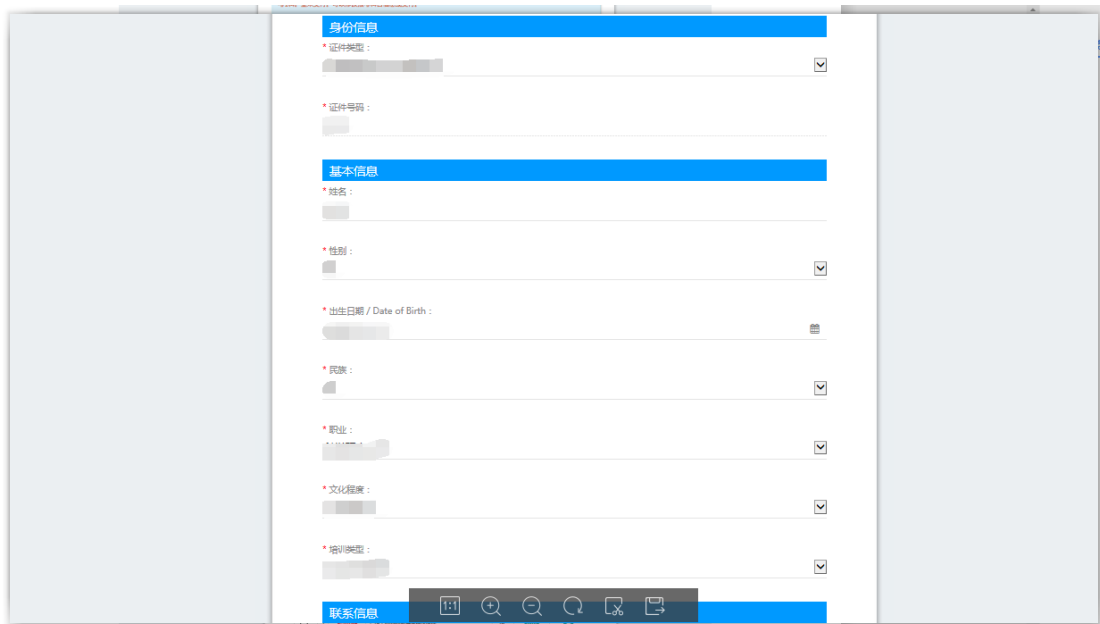 身份信息
* 证件类型：
* 证件号码：
基本信息
* 姓名：
* 性别：
* 出生日期 / Date of Birth：
* 民族：
* 职业：
* 文化程度：
* 培训类型：
联系信息
1:1